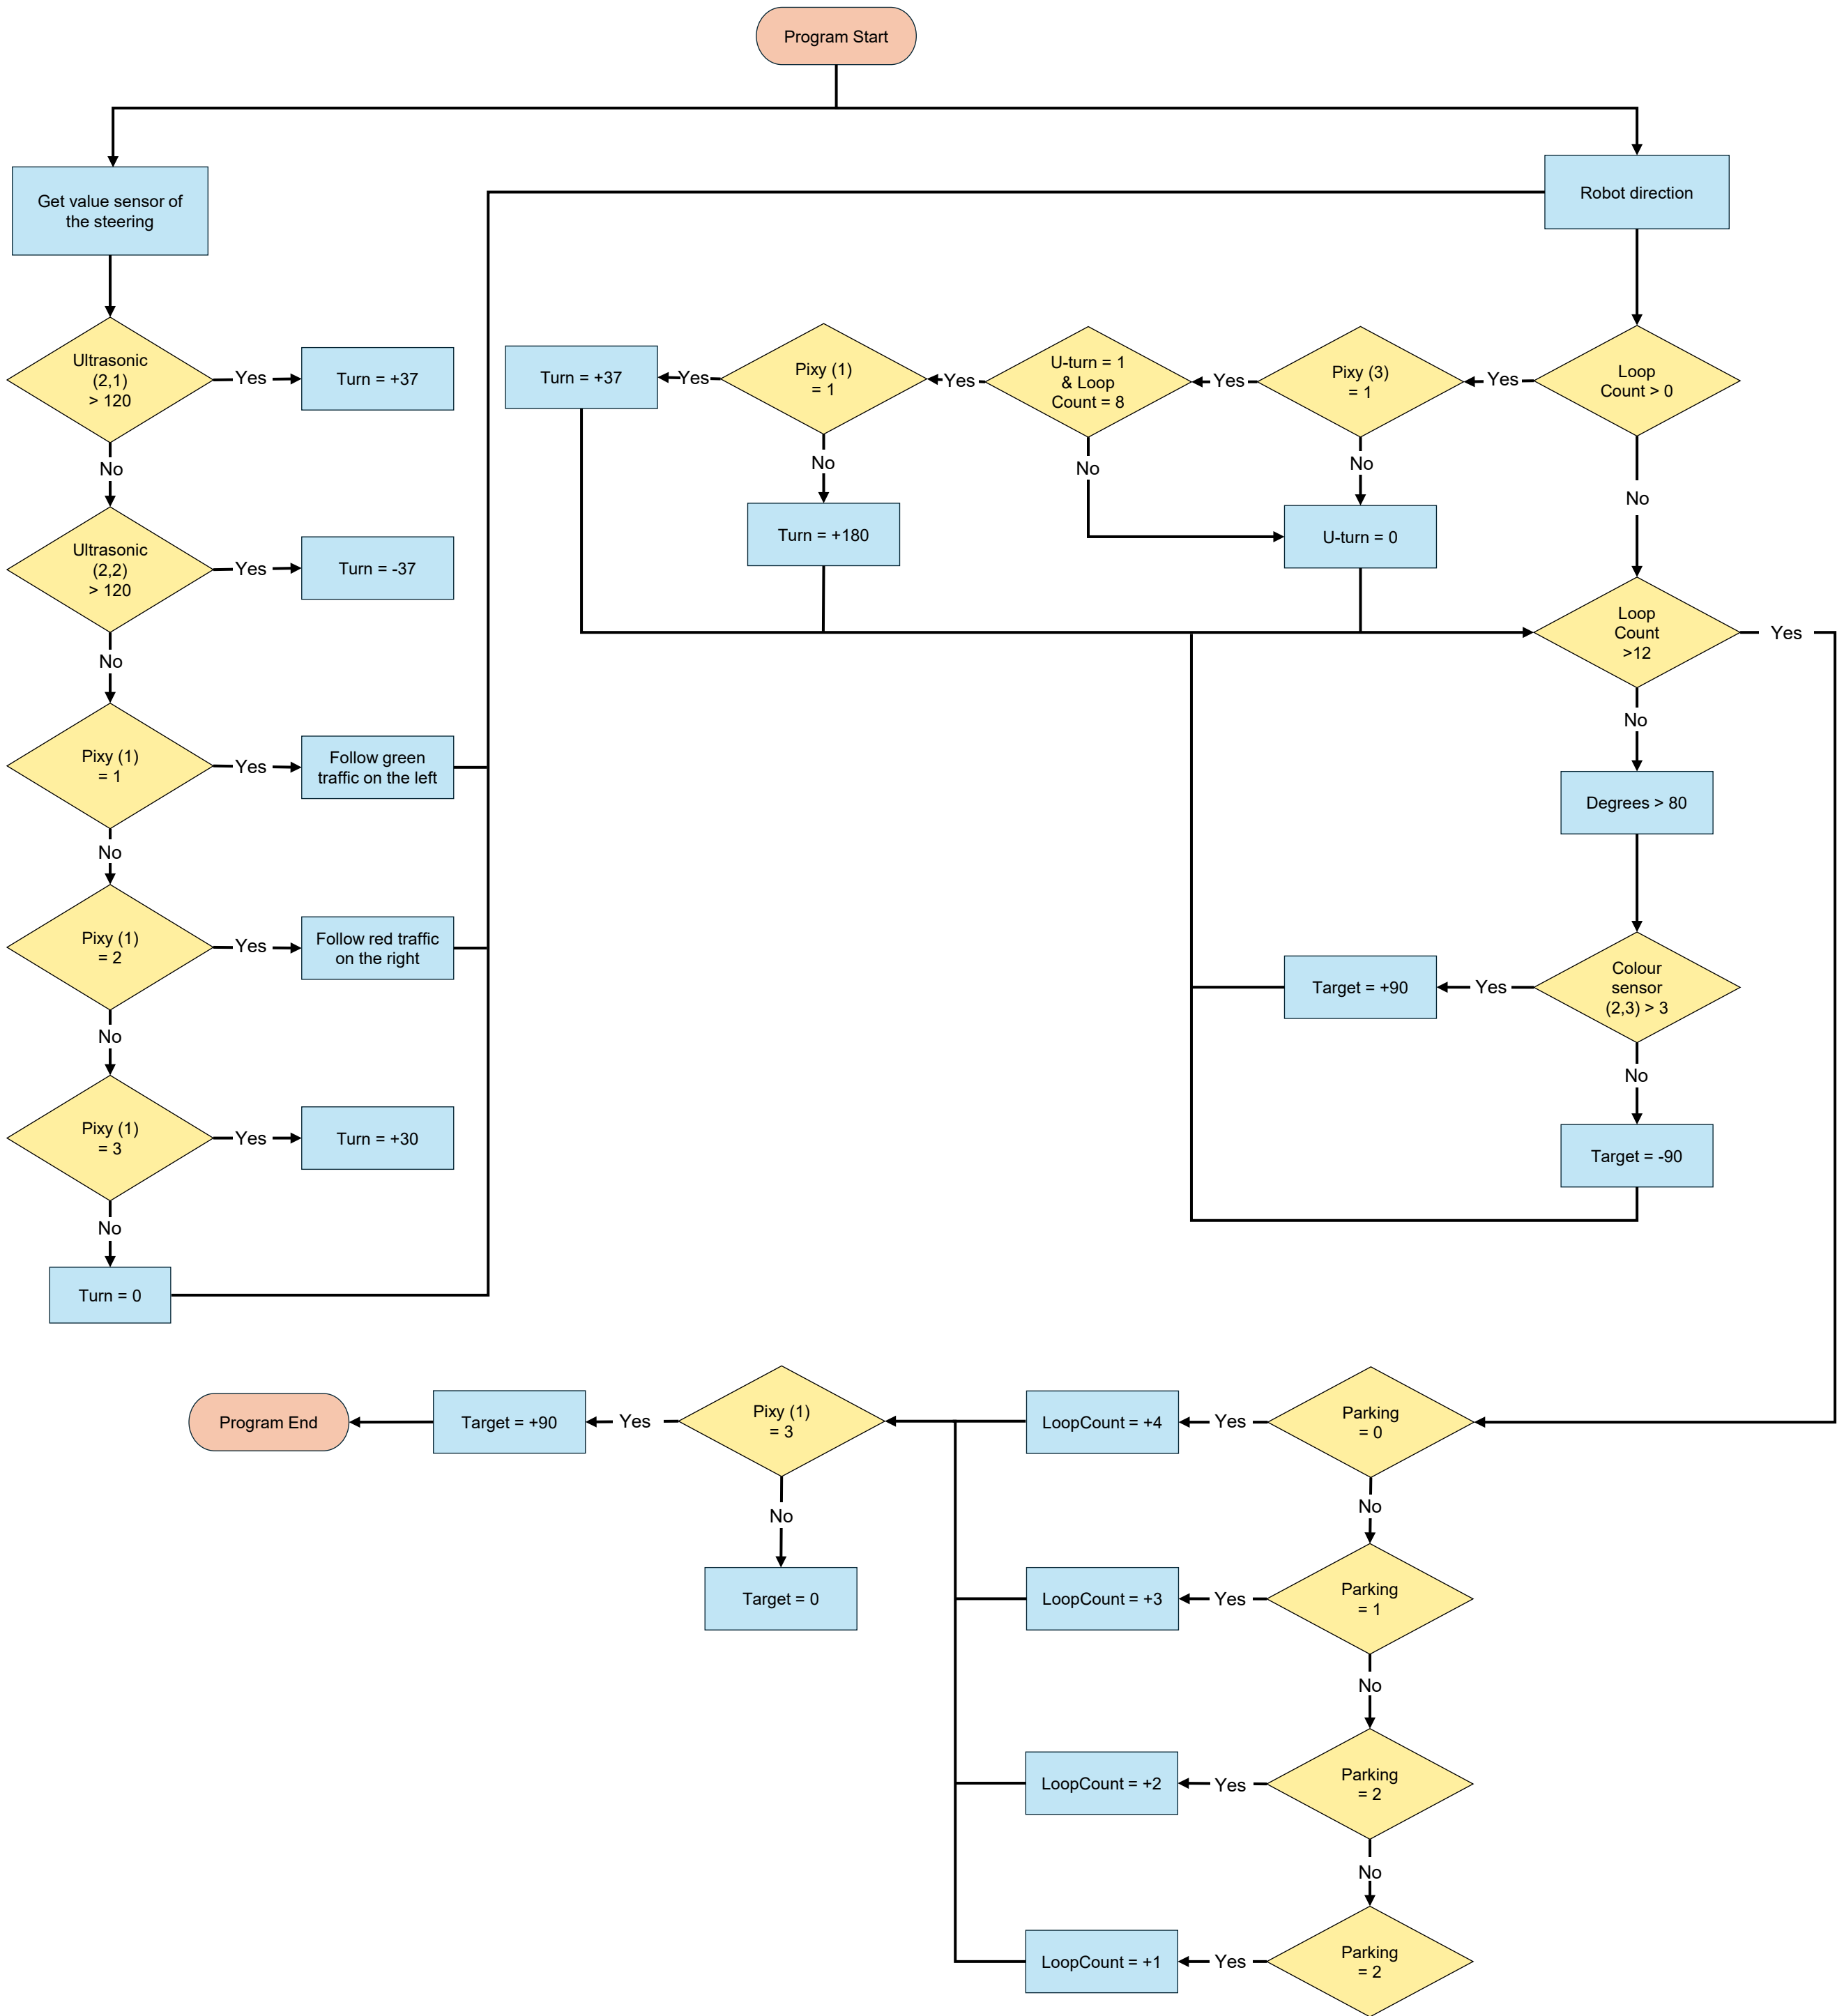 Program Start
Get value sensor of
the steering
Robot direction
Ultrasonic
(2,1)
> 120
Yes
Turn = +37
No
Ultrasonic
(2,2)
> 120
Yes
Turn = -37
No
Pixy (1)
= 1
Yes
Follow green
traffic on the left
No
Pixy (1)
= 2
Yes
Follow red traffic
on the right
No
Pixy (1)
= 3
Yes
Turn = +30
No
Turn = 0
Loop
Count > 0
Yes
Pixy (3)
= 1
Yes
U-turn = 1
& Loop
Count = 8
Yes
Pixy (1)
= 1
Yes
Turn = +37
No
Turn = +180
No
No
U-turn = 0
No
Loop
Count
>12
Yes
No
Degrees > 80
Colour
sensor
(2,3) > 3
Yes
Target = +90
No
Target = -90
Parking
= 0
Yes
LoopCount = +4
Pixy (1)
= 3
Yes
Target = +90
Program End
No
Target = 0
No
Parking
= 1
Yes
LoopCount = +3
No
Parking
= 2
Yes
LoopCount = +2
No
Parking
= 2
Yes
LoopCount = +1